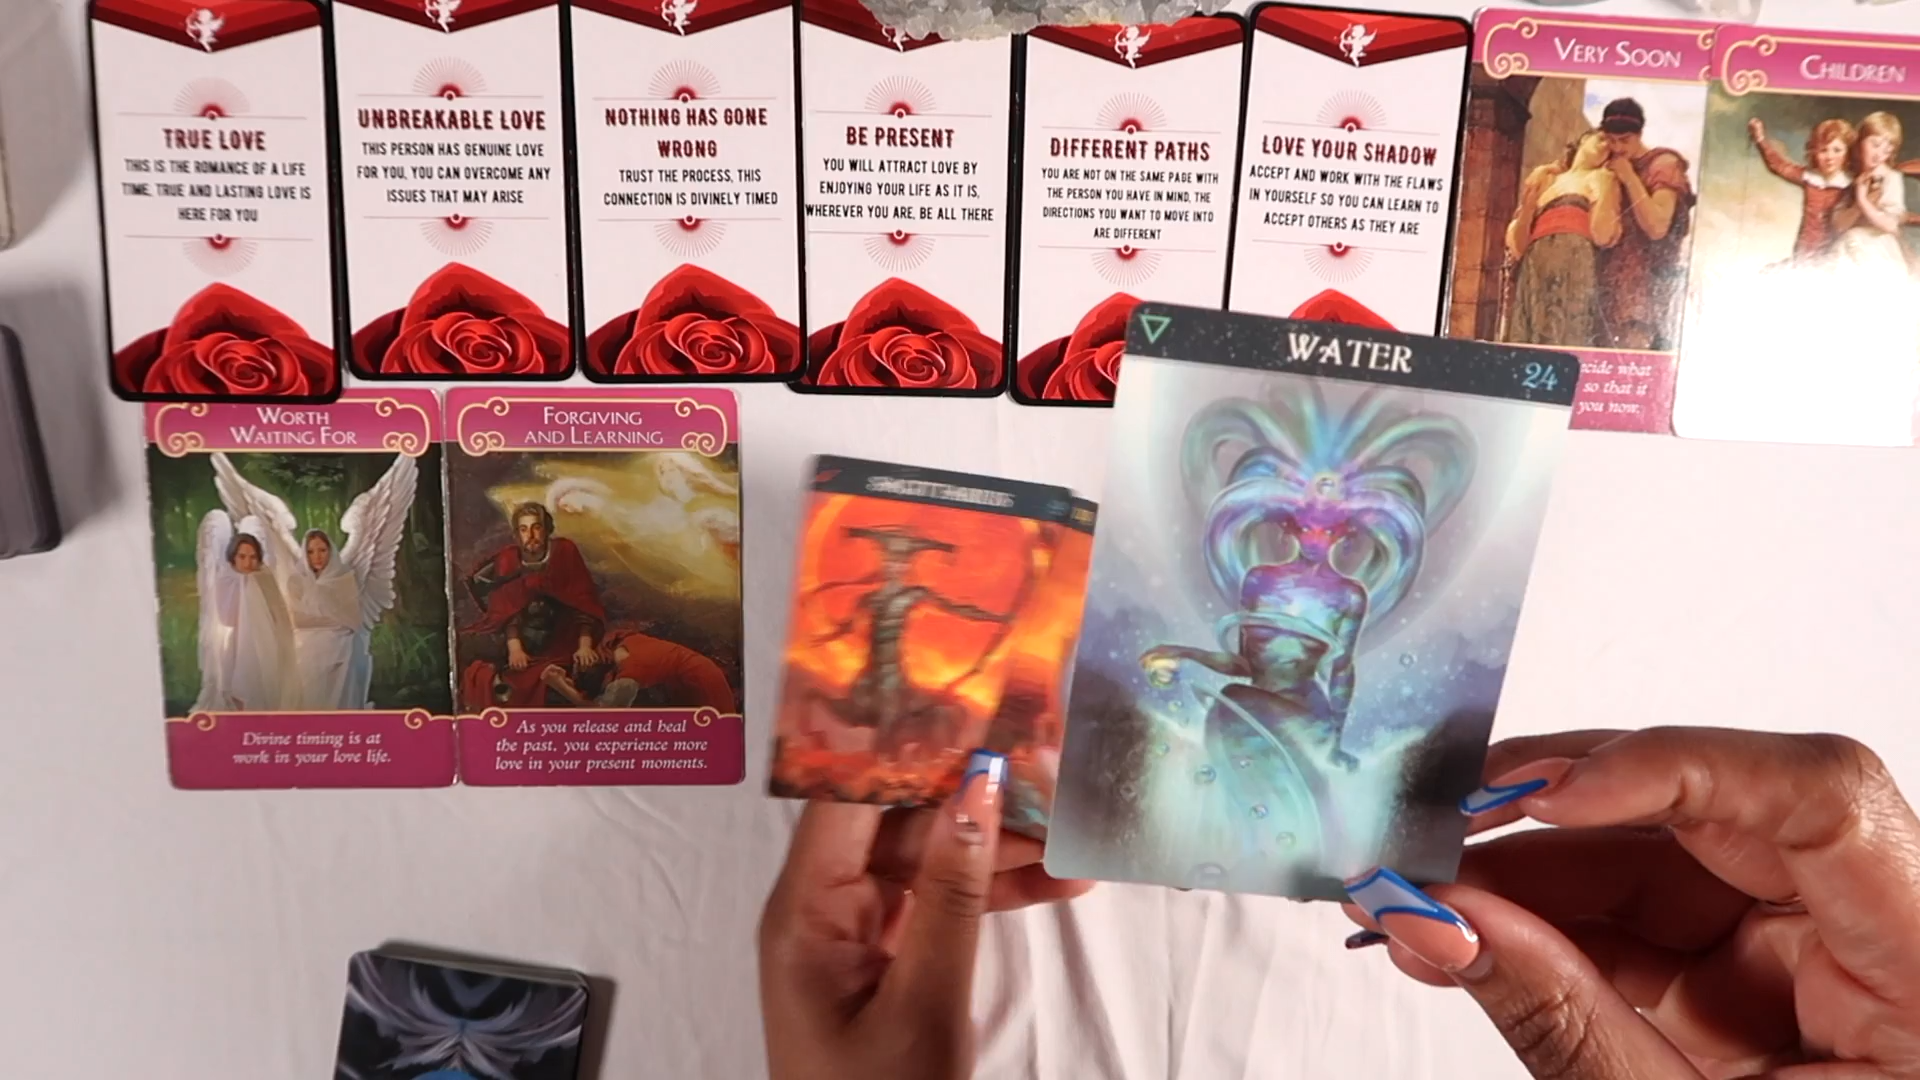 TRUE LOVE
THIS IS THE ROMANCE OF A LIFE
TIME, TRUE AND LASTING LOVE IS
HERE FOR YOU
UNBREAKABLE LOVE
THIS PERSON HAS GENUINE LOVE
FOR YOU, YOU CAN OVERCOME ANY
ISSUES THAT MAY ARISE
NOTHING HAS GONE
WRONG
TRUST THE PROCESS, THIS
CONNECTION IS DIVINELY TIMED
BE PRESENT
YOU WILL ATTRACT LOVE BY
ENJOYING YOUR LIFE AS IT IS,
WHEREVER YOU ARE, BE ALL THERE
DIFFERENT PATHS
YOU ARE NOT ON THE SAME PAGE WITH
THE PERSON YOU HAVE IN MIND, THE
DIRECTIONS YOU WANT TO MOVE INTO
ARE DIFFERENT
LOVE YOUR SHADOW
ACCEPT AND WORK WITH THE FLAWS
IN YOURSELF SO YOU CAN LEARN TO
ACCEPT OTHERS AS THEY ARE
VERY SOON
what
so that it
you now.
CHILDREN
WORTH
WAITING FOR
Divine timing is at
work in your love life.
FORGIVING
AND LEARNING
As you release and heal
the past, you experience more
love in your present moments.
SAGITTARIUS
WATER
24